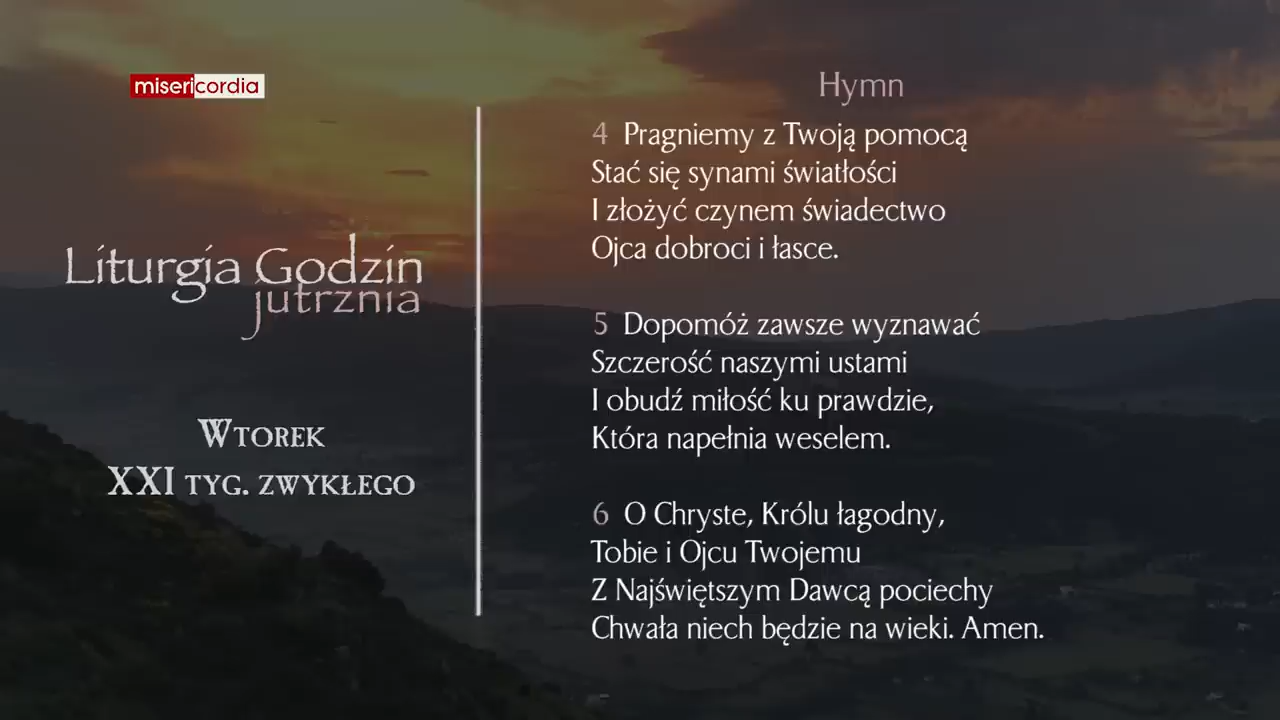 misericordia
Liturgia Godzin
jutrznia
Wtorek
XXI tyg. zwykłego
Hymn
4 Pragniemy z Twoją pomocą
Stać się synami światłości
I złożyć czynem świadectwo
Ojca dobroci i łasce.
5 Dopomóż zawsze wyznawać
Szczerość naszymi ustami
I obudź miłość ku prawdzie,
Która napełnia weselem.
6 O Chryste, Królu łagodny,
Tobie i Ojcu Twojemu
Z Najświętszym Dawcą pociechy
Chwała niech będzie na wieki. Amen.